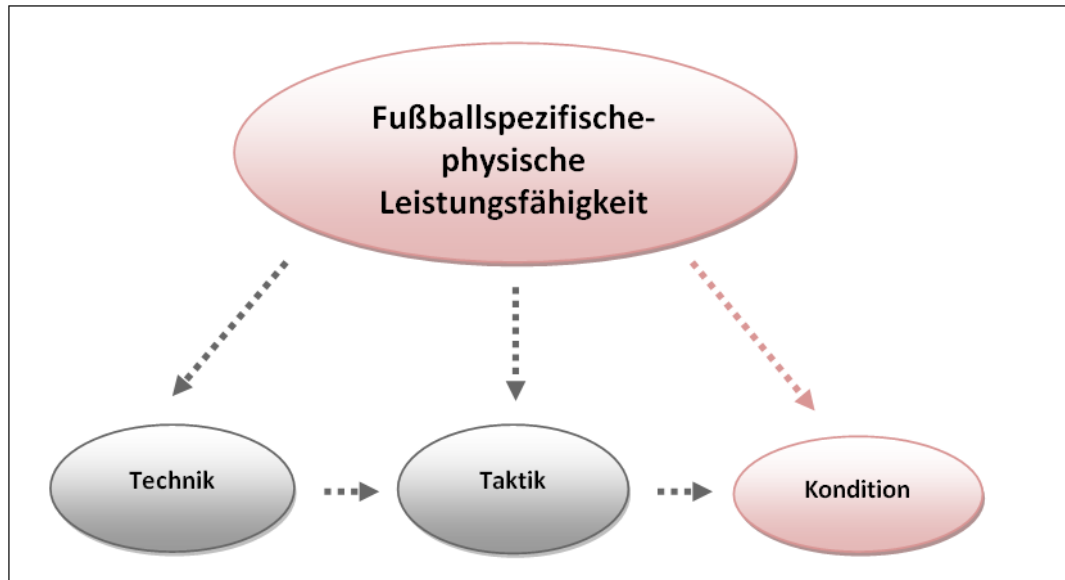 Fußballspezifische-
physische
Leistungsfähigkeit
Technik
Taktik
Kondition